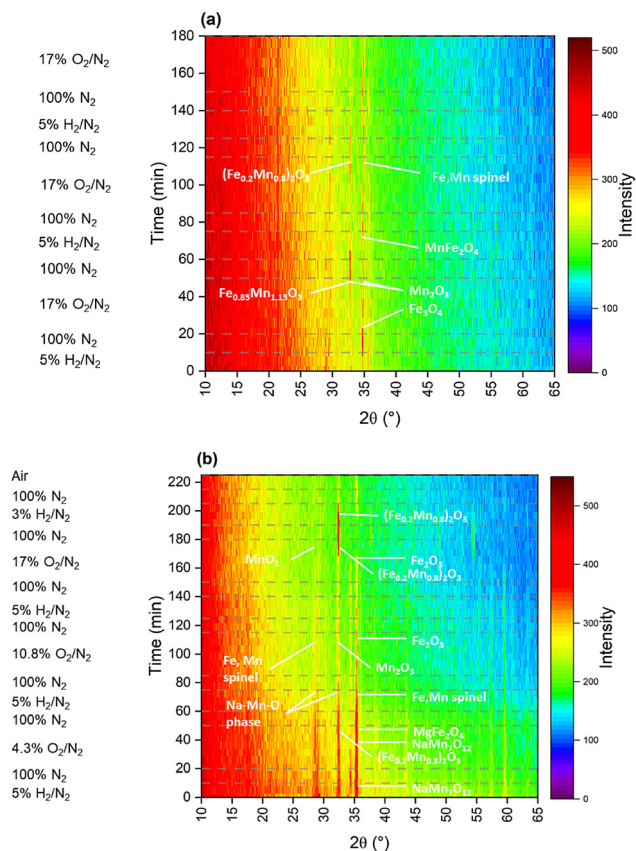 (a)
17% O₂/N₂
100% N₂
5% H₂/N₂
100% N₂
17% O₂/N₂
100% N₂
5% H₂/N₂
100% N₂
17% O₂/N₂
100% N₂
5% H₂/N₂
Time (min)
180
160
140
120
100
80
60
40
20
0
(Fe₀.₂Mn₀.₈)₂O₃
Fe,Mn spinel
MnFe₂O₄
Fe₀.₈₅Mn₁.₁₅O₃
Mn₂O₃
Fe₃O₄
10 15 20 25 30 35 40 45 50 55 60 65
2θ (°)
500
400
300
200
100
0
Intensity
(b)
Air
100% N₂
3% H₂/N₂
100% N₂
17% O₂/N₂
100% N₂
5% H₂/N₂
100% N₂
10.8% O₂/N₂
100% N₂
5% H₂/N₂
100% N₂
4.3% O₂/N₂
100% N₂
5% H₂/N₂
Time (min)
220
200
180
160
140
120
100
80
60
40
20
0
(Fe₀.₂Mn₀.₈)₂O₃
MnO₂
Fe₂O₃
(Fe₀.₂Mn₀.₈)₂O₃
Fe₂O₃
Fe, Mn
spinel
Mn₂O₃
Na-Mn-O
phase
Fe,Mn spinel
MgFe₂O₄
NaMn₇O₁₂
(Fe₀.₂Mn₀.₈)₂O₃
NaMn₇O₁₂
10 15 20 25 30 35 40 45 50 55 60 65
2θ (°)
500
400
300
200
100
0
Intensity